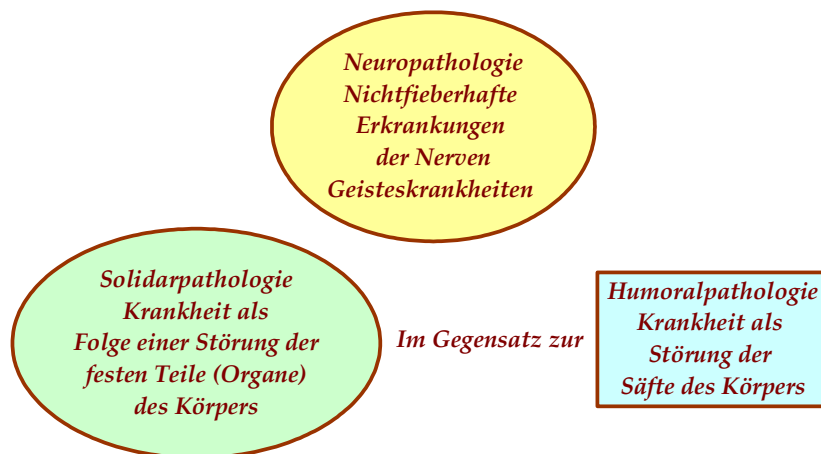 Neuropathologie
Nichtfieberhafte
Erkrankungen
der Nerven
Geisteskrankheiten
Solidarpathologie
Krankheit als
Folge einer Störung der
festen Teile (Organe)
des Körpers
Im Gegensatz zur
Humoralpathologie
Krankheit als
Störung der
Säfte des Körpers